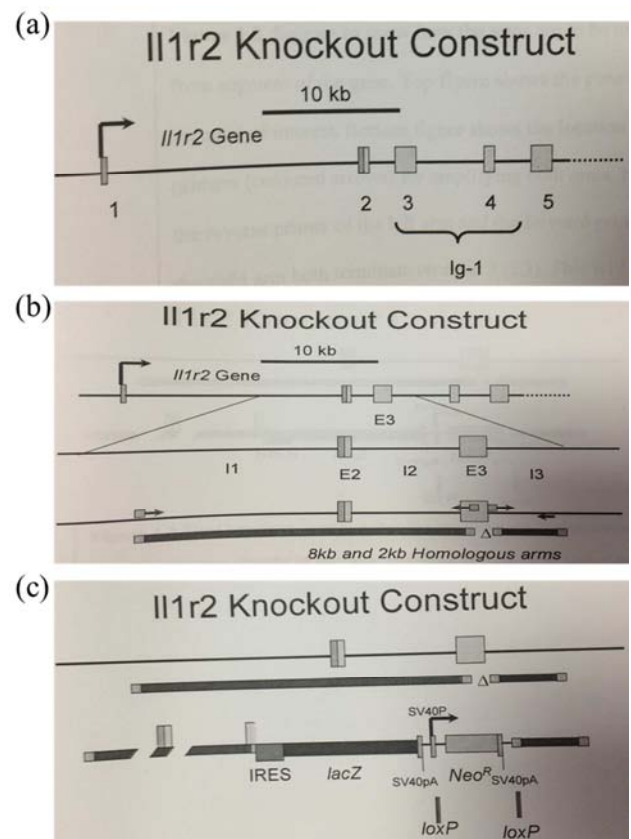 (a)
Il1r2 Knockout Construct
10 kb
Il1r2 Gene
1 2 3 4 5
Ig-1
(b)
Il1r2 Knockout Construct
10 kb
Il1r2 Gene
E3
I1 E2 I2 E3 I3
Δ
8kb and 2kb Homologous arms
(c)
Il1r2 Knockout Construct
Δ
SV40P
IRES lacZ SV40pA NeoR SV40pA
loxP loxP